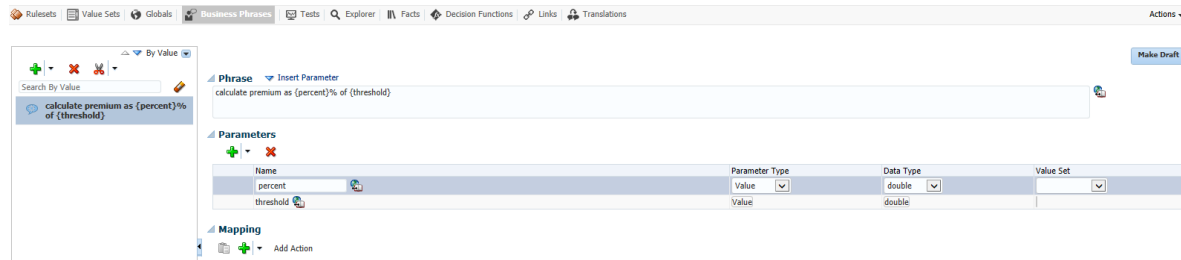 Rulesets Value Sets Globals Business Phrases Tests Explorer Facts Decision Functions Links Translations Actions
By Value
Make Draft
Search By Value
calculate premium as {percent}%
of {threshold}
Phrase Insert Parameter
calculate premium as {percent}% of {threshold}
Parameters
Name Parameter Type Data Type Value Set
percent Value double
threshold Value double
Mapping
Add Action